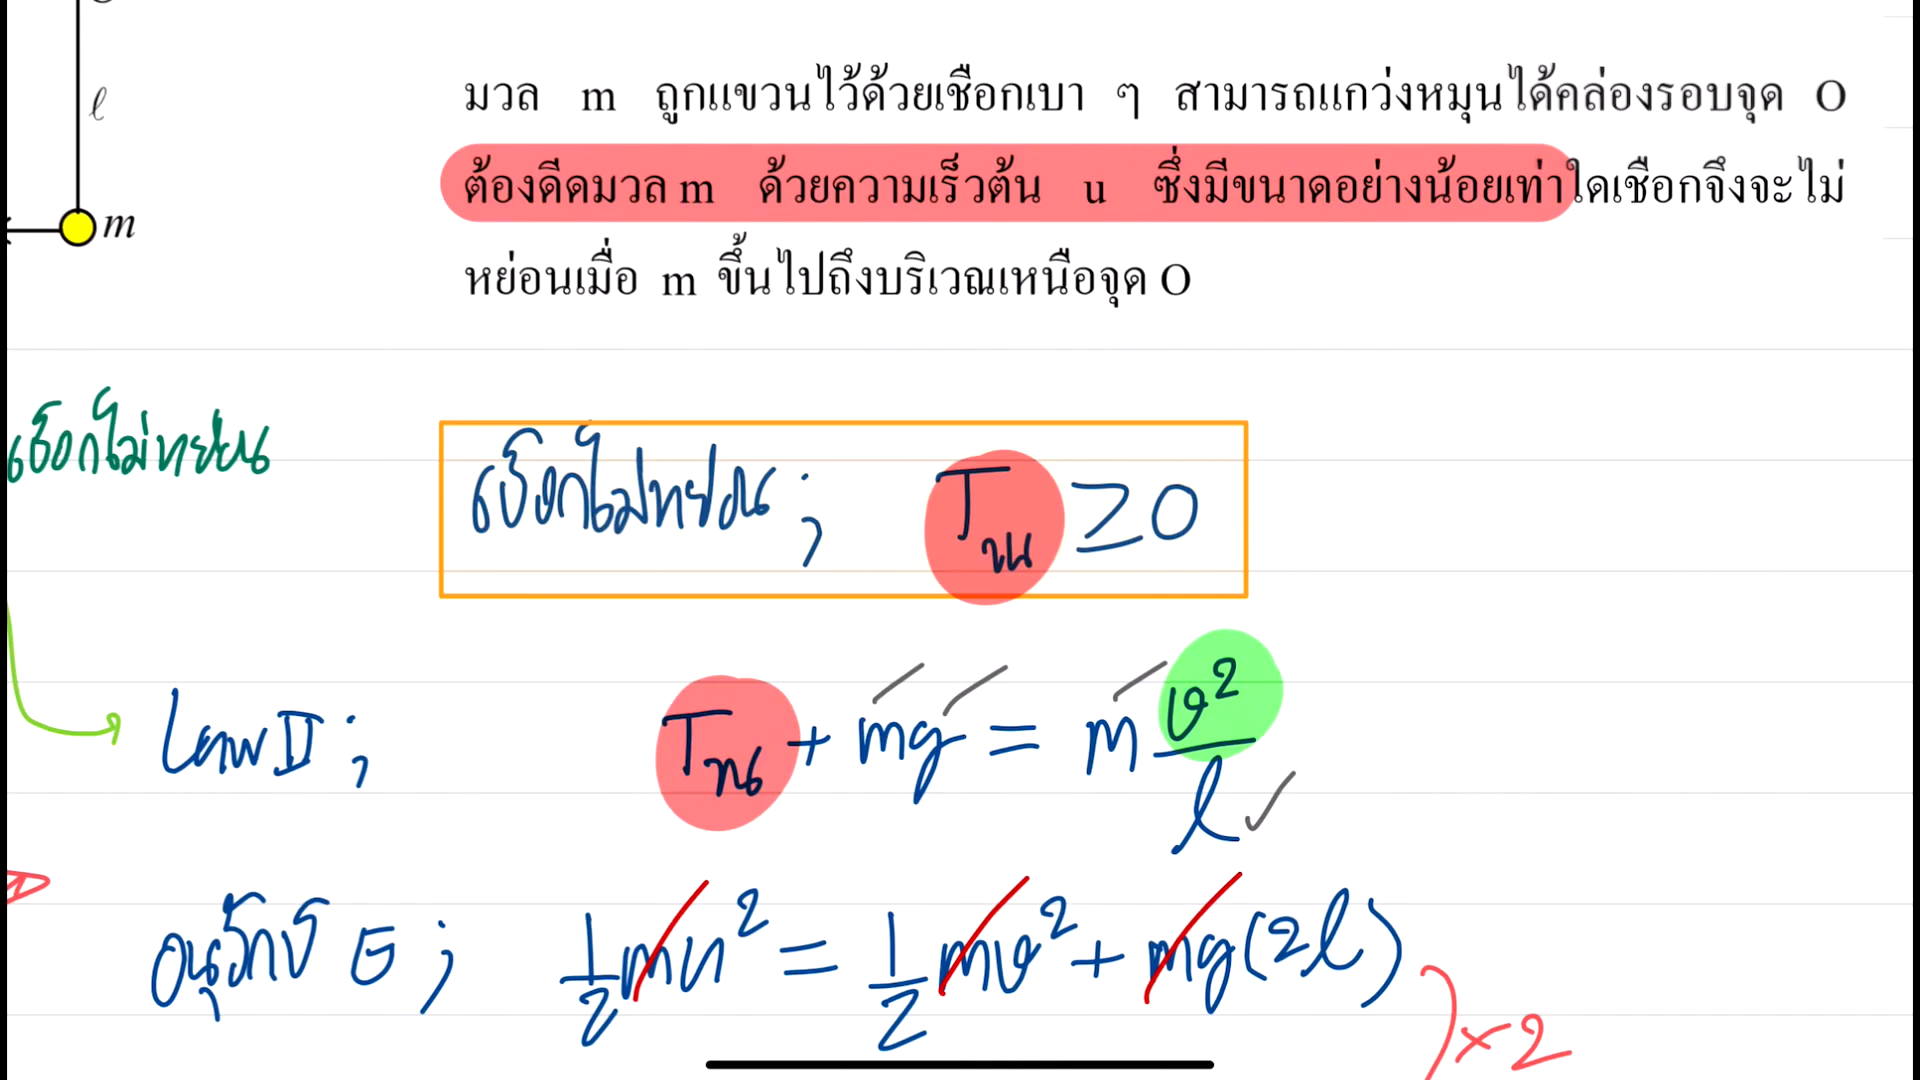 ℓ
m
มวล m ถูกแขวนไว้ด้วยเชือกเบา ๆ สามารถแกว่งหมุนได้คล่องรอบจุด O
ต้องดีดมวล m ด้วยความเร็วต้น u ซึ่งมีขนาดอย่างน้อยเท่าใดเชือกจึงจะไม่
หย่อนเมื่อ m ขึ้นไปถึงบริเวณเหนือจุด O
เชือกไม่หย่อน
เชือกไม่หย่อน ; Tบน ≥ 0
Law II ; Tบน + mg = m v²/ℓ
อนุรักษ์ E ; 1/2 mu² = 1/2 mv² + mg(2ℓ)
×2